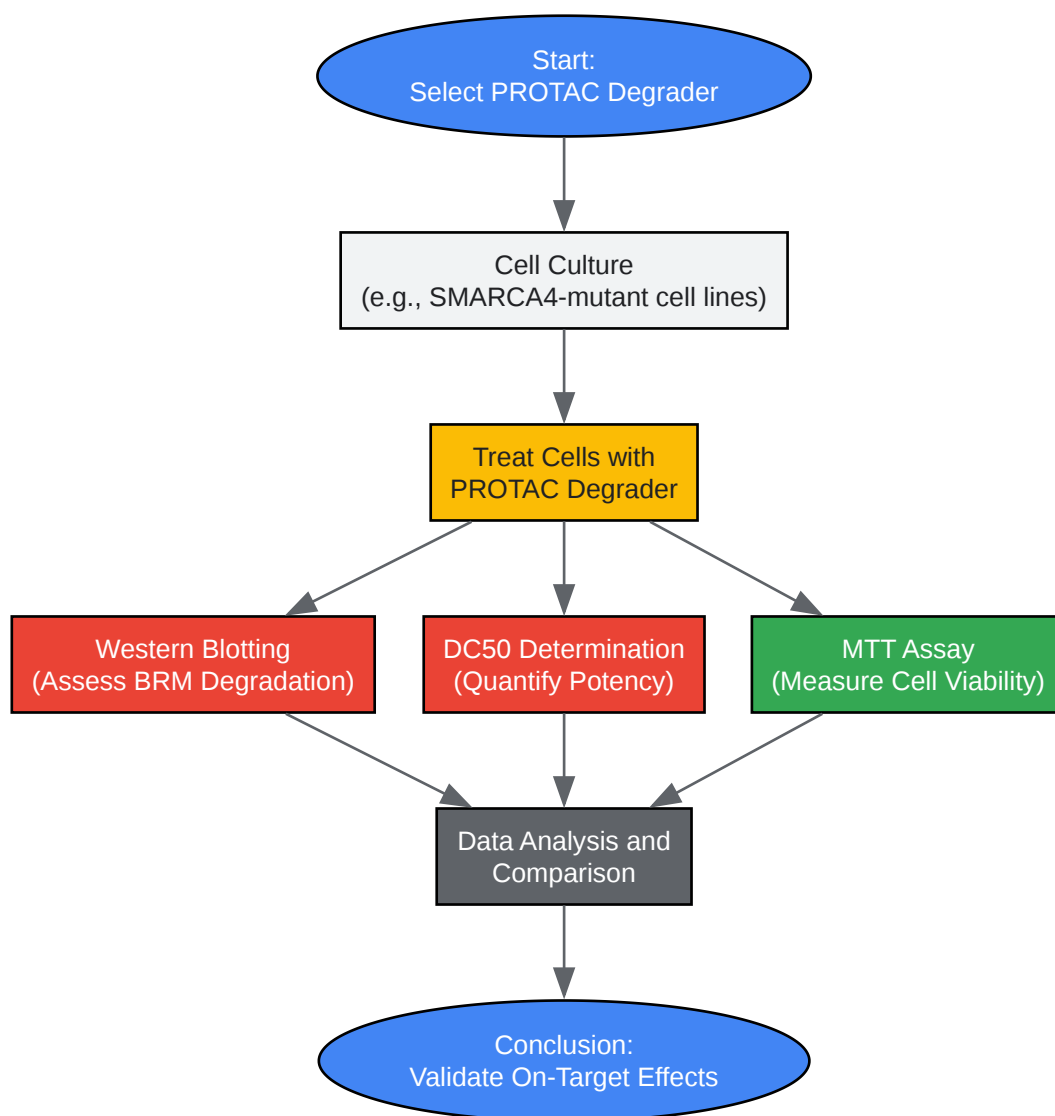 Start:
Select PROTAC Degrader
Cell Culture
(e.g., SMARCA4-mutant cell lines)
Treat Cells with
PROTAC Degrader
Western Blotting
(Assess BRM Degradation)
DC50 Determination
(Quantify Potency)
MTT Assay
(Measure Cell Viability)
Data Analysis and
Comparison
Conclusion:
Validate On-Target Effects